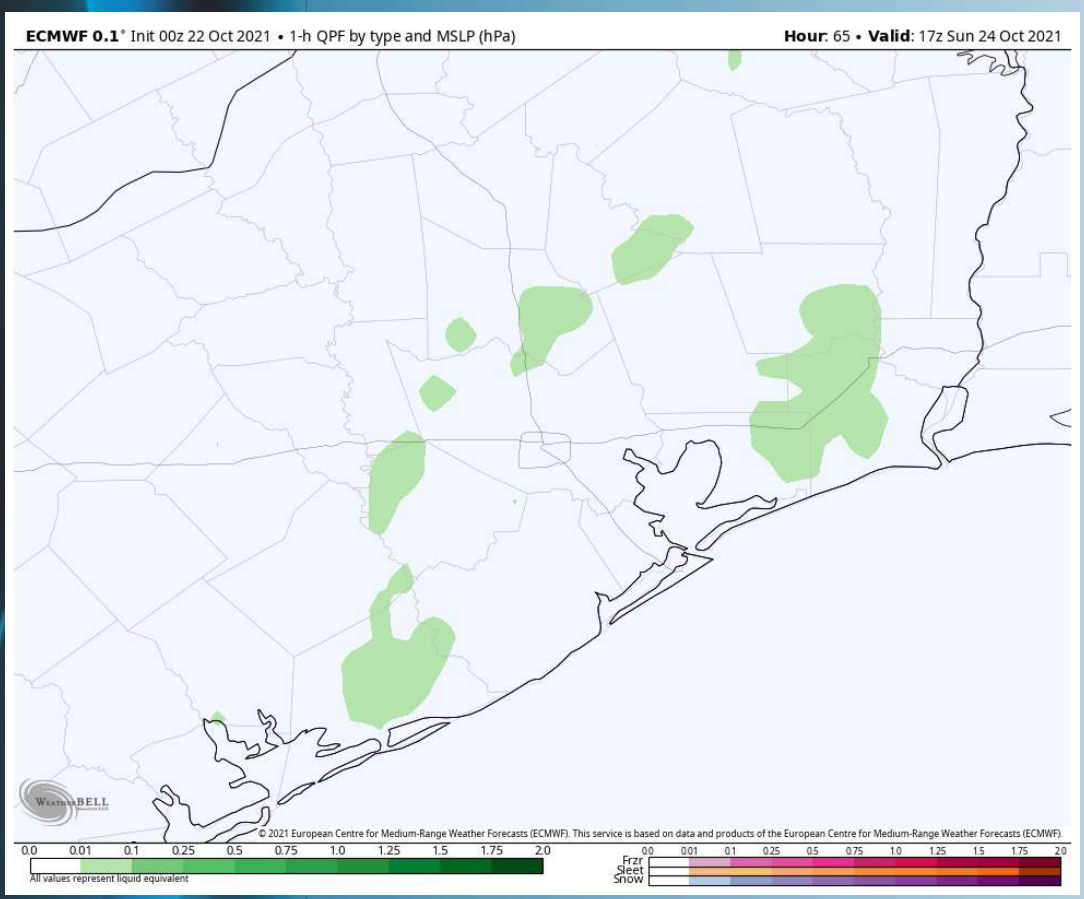 ECMWF 0.1° Init 00z 22 Oct 2021 • 1-h QPF by type and MSLP (hPa)
Hour: 65 • Valid: 17z Sun 24 Oct 2021
WEATHERBELL
© 2021 European Centre for Medium-Range Weather Forecasts (ECMWF). This service is based on data and products of the European Centre for Medium-Range Weather Forecasts (ECMWF).
0.0 0.01 0.1 0.25 0.5 0.75 1.0 1.25 1.5 1.75 2.0
All values represent liquid equivalent
0.0 0.01 0.1 0.25 0.5 0.75 1.0 1.25 1.5 1.75 2.0
Frzr
Sleet
Snow